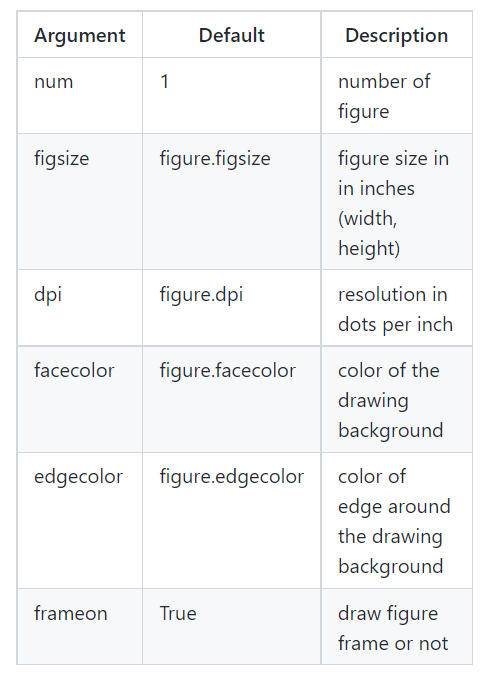 Argument Default Description
num 1 number of
figure
figsize figure.figsize figure size in
in inches
(width,
height)
dpi figure.dpi resolution in
dots per inch
facecolor figure.facecolor color of the
drawing
background
edgecolor figure.edgecolor color of
edge around
the drawing
background
frameon True draw figure
frame or not